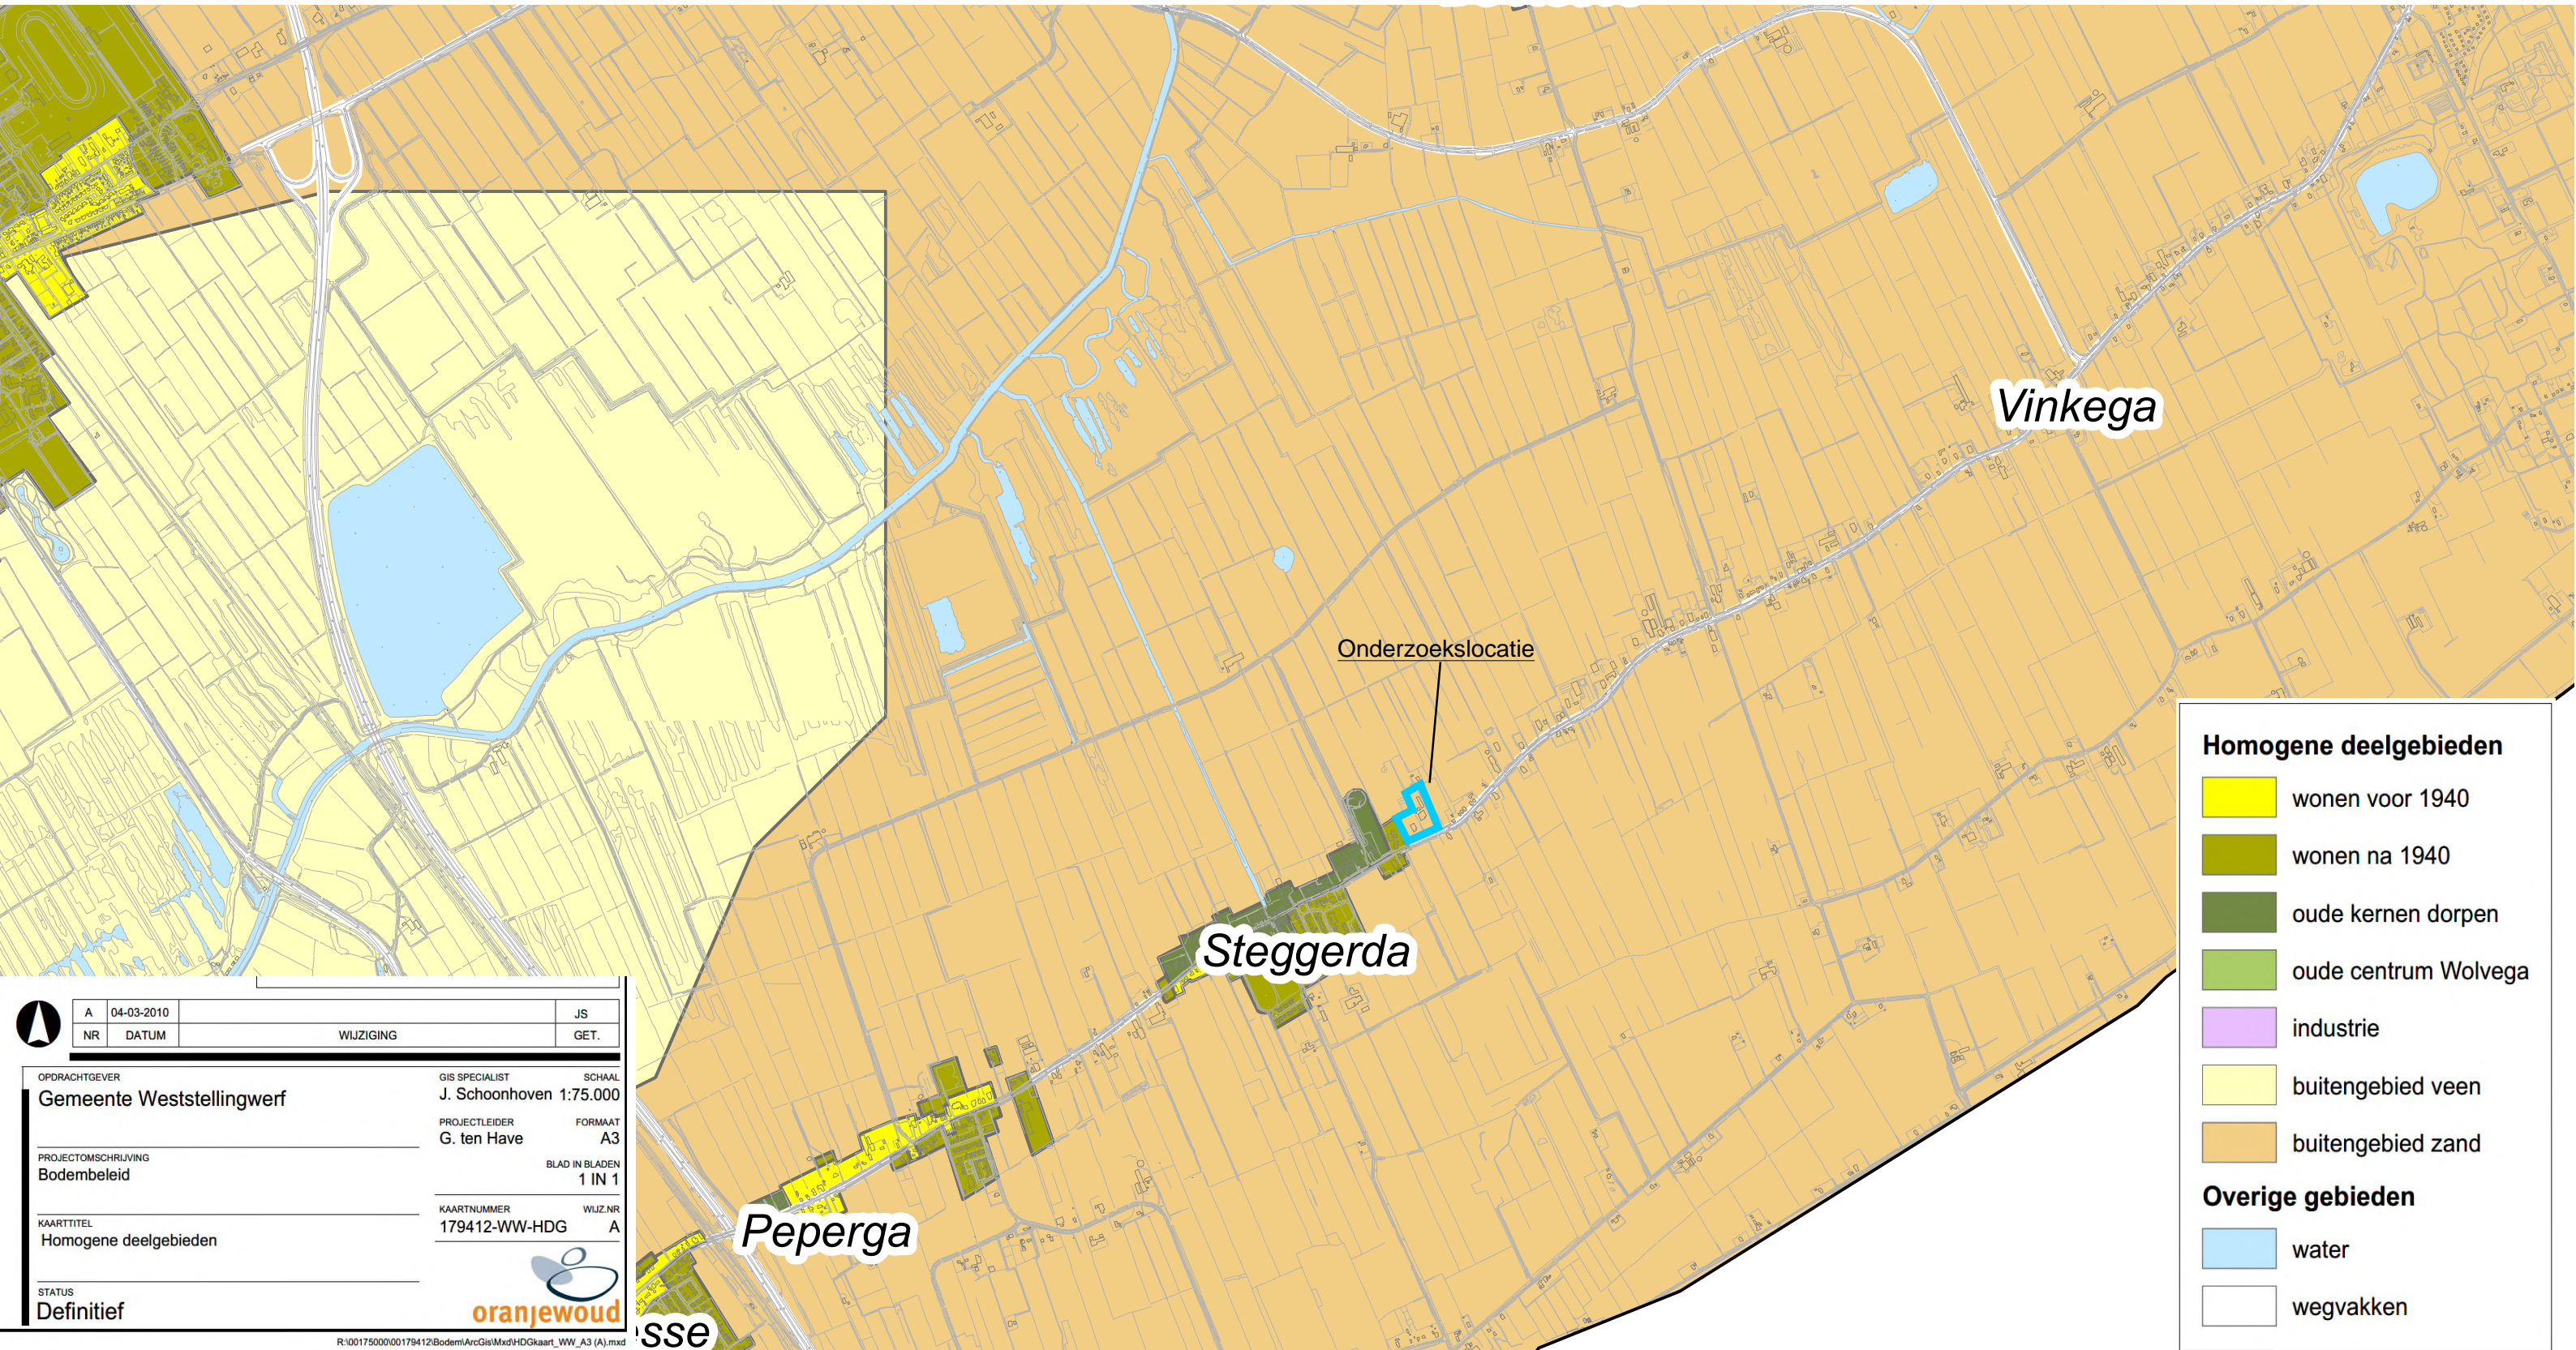 Vinkega
Onderzoekslocatie
Steggerda
Peperga
esse
Homogene deelgebieden
wonen voor 1940
wonen na 1940
oude kernen dorpen
oude centrum Wolvega
industrie
buitengebied veen
buitengebied zand
Overige gebieden
water
wegvakken
A 04-03-2010 JS
NR DATUM WIJZIGING GET.
OPDRACHTGEVER GIS SPECIALIST SCHAAL
Gemeente Weststellingwerf J. Schoonhoven 1:75.000
PROJECTLEIDER FORMAAT
G. ten Have A3
PROJECTOMSCHRIJVING BLAD IN BLADEN
Bodembeleid 1 IN 1
KAARTNUMMER WIJZ.NR
KAARTTITEL 179412-WW-HDG A
Homogene deelgebieden
STATUS
Definitief
oranjewoud
R:\00175000\00179412\Bodem\ArcGis\Mxd\HDGkaart_WW_A3 (A).mxd